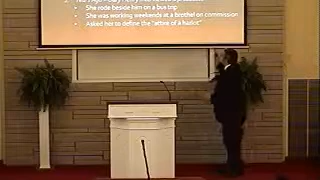 She rode beside him on a bus trip
She was working weekends at a brothel on commission
Asked her to define the "attire of a harlot"